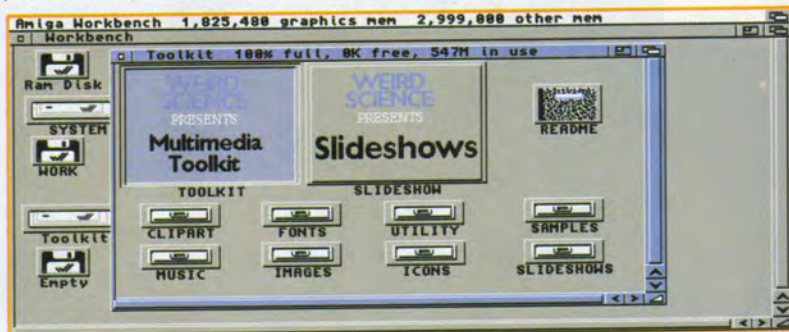 Amiga Workbench 1,825,480 graphics mem 2,999,088 other mem
Workbench
Toolkit 100% full, 0K free, 547M in use
Ram Disk
SYSTEM
WORK
Toolkit
Empty
WEIRD
SCIENCE
PRESENTS
Multimedia
Toolkit
TOOLKIT
WEIRD
SCIENCE
PRESENTS
Slideshows
SLIDESHOW
README
CLIPART FONTS UTILITY SAMPLES
MUSIC IMAGES ICONS SLIDESHOWS